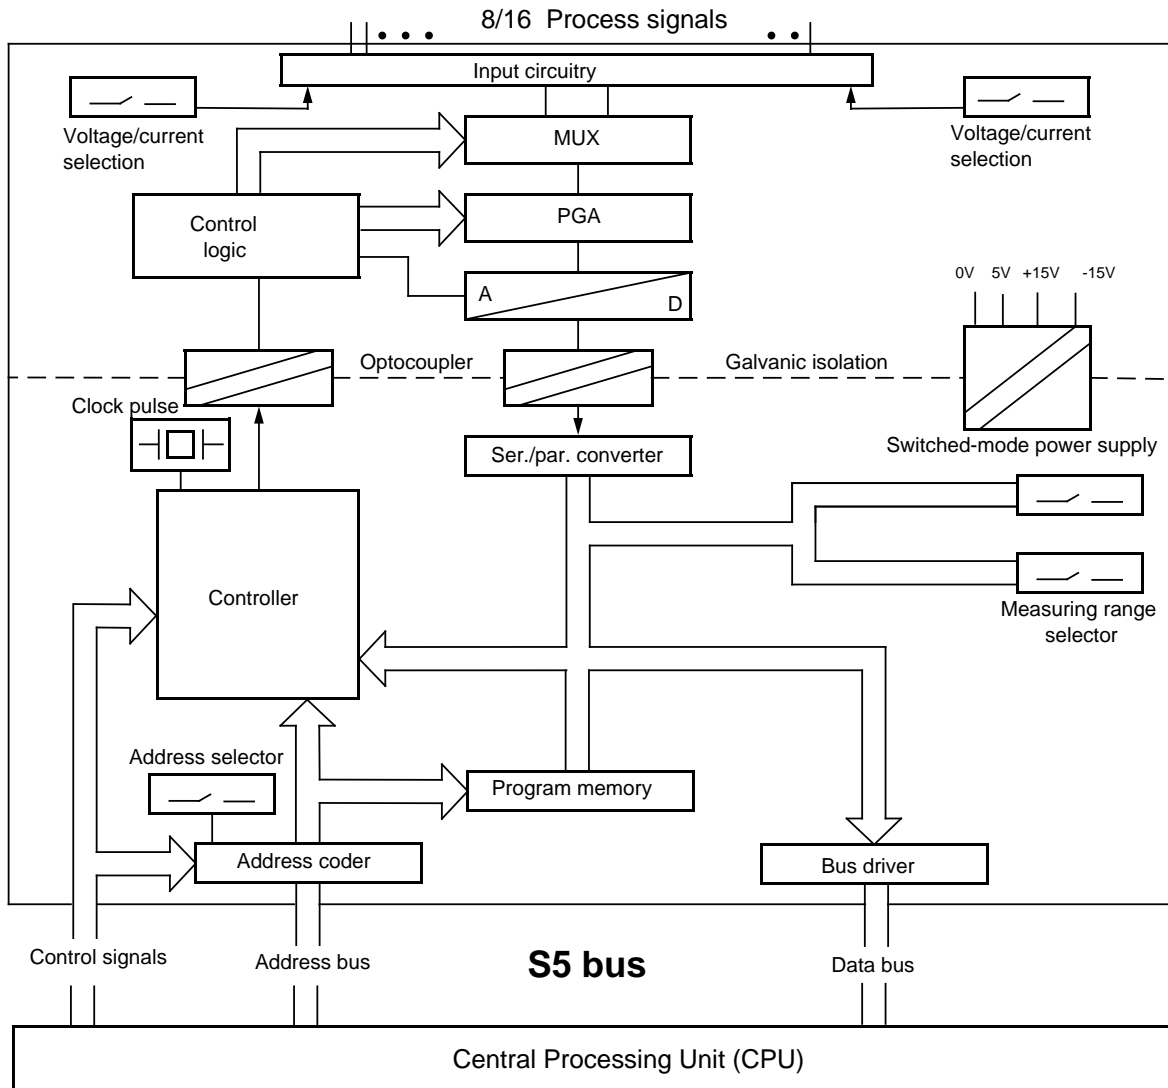 8/16 Process signals
Input circuitry
Voltage/current
selection
Voltage/current
selection
MUX
Control
logic
PGA
A
D
0V 5V +15V -15V
Optocoupler
Galvanic isolation
Clock pulse
Ser./par. converter
Switched-mode power supply
Controller
Measuring range
selector
Address selector
Program memory
Address coder
Bus driver
Control signals
Address bus
S5 bus
Data bus
Central Processing Unit (CPU)